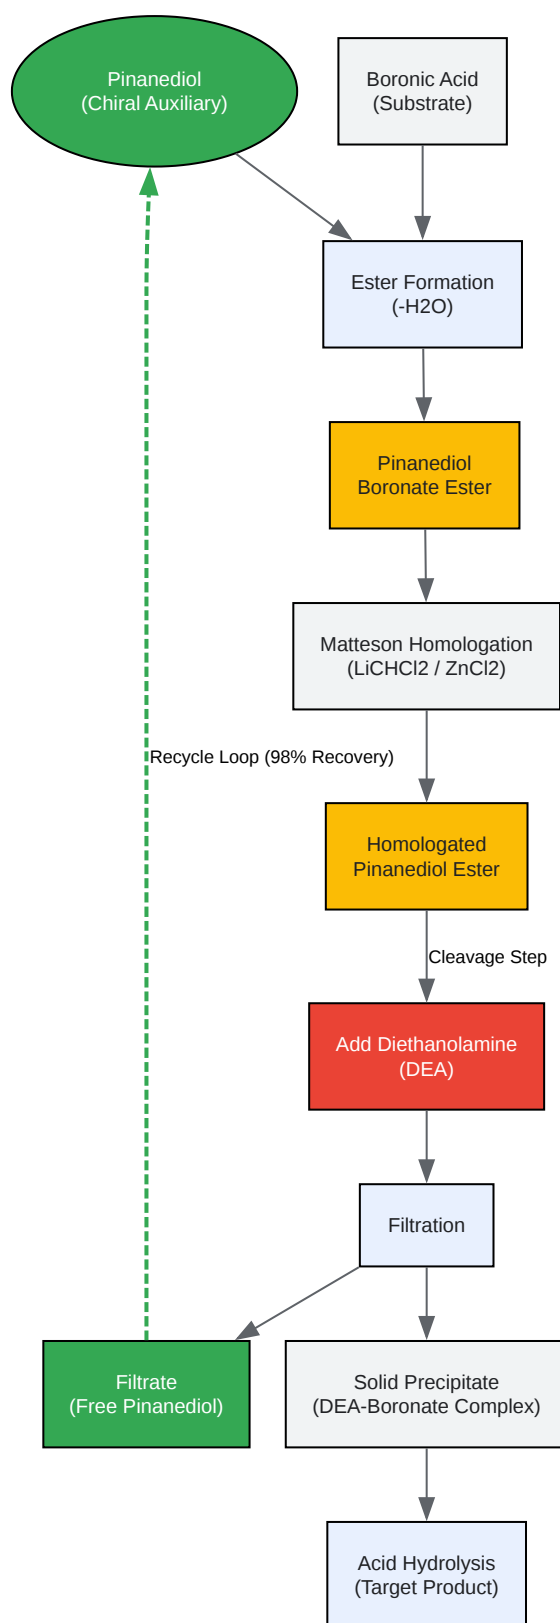 Pinanediol
(Chiral Auxiliary)
Boronic Acid
(Substrate)
Ester Formation
(-H2O)
Pinanediol
Boronate Ester
Matteson Homologation
(LiCHCl2 / ZnCl2)
Recycle Loop (98% Recovery)
Homologated
Pinanediol Ester
Cleavage Step
Add Diethanolamine
(DEA)
Filtration
Filtrate
(Free Pinanediol)
Solid Precipitate
(DEA-Boronate Complex)
Acid Hydrolysis
(Target Product)